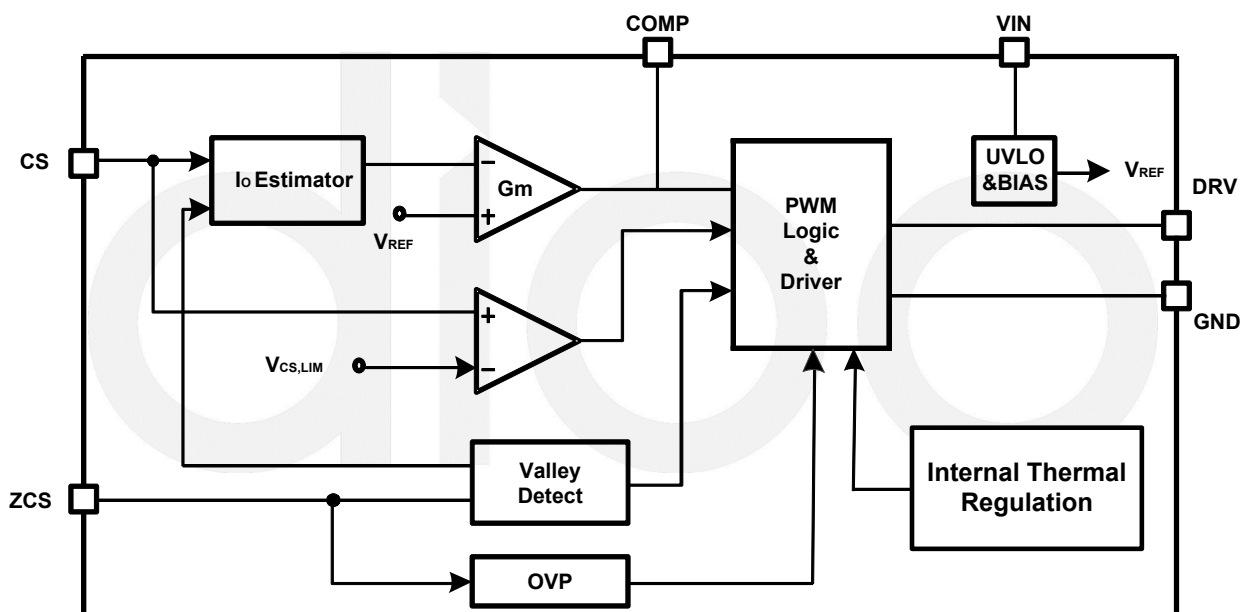 COMP
VIN
CS
Io Estimator
−
Gm
+
VREF
PWM
Logic
&
Driver
UVLO
&BIAS
VREF
DRV
GND
+
−
VCS,LIM
ZCS
Valley
Detect
OVP
Internal Thermal
Regulation
dioo